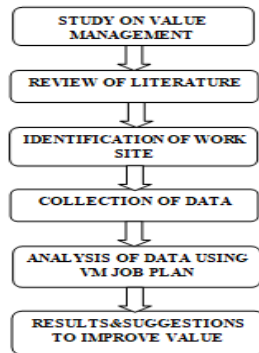 STUDY ON VALUE
MANAGEMENT
REVIEW OF LITERATURE
IDENTIFICATION OF WORK
SITE
COLLECTION OF DATA
ANALYSIS OF DATA USING
VM JOB PLAN
RESULTS&SUGGESTIONS
TO IMPROVE VALUE